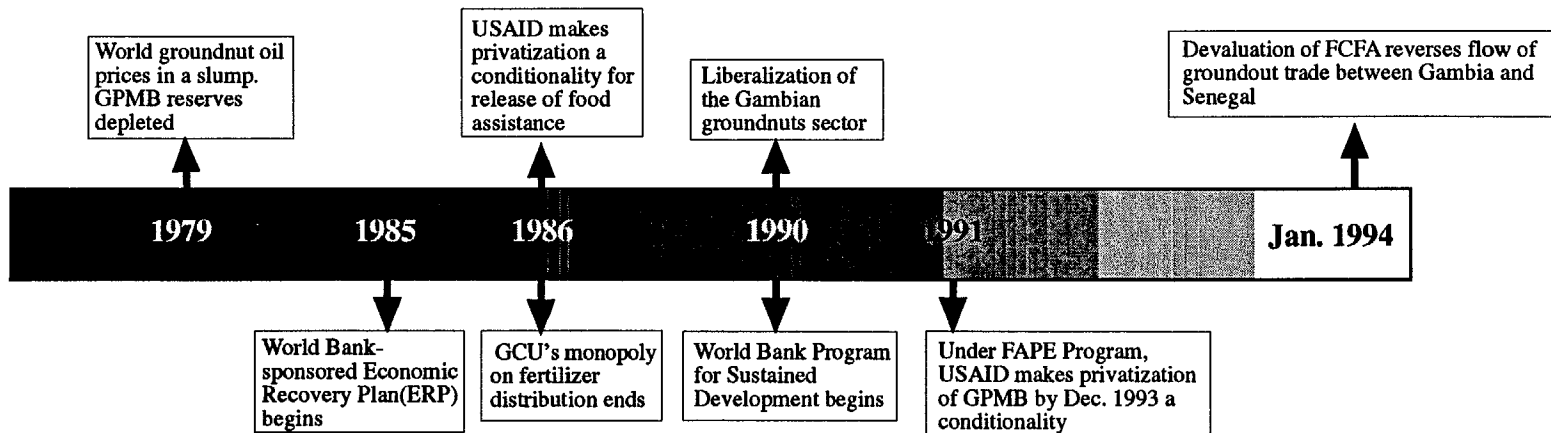 World groundnut oil
prices in a slump.
GPMB reserves
depleted
USAID makes
privatization a
conditionality for
release of food
assistance
Liberalization of
the Gambian
groundnuts sector
Devaluation of FCFA reverses flow of
groundout trade between Gambia and
Senegal
1979
1985
1986
1990
1991
Jan. 1994
World Bank-
sponsored Economic
Recovery Plan(ERP)
begins
GCU's monopoly
on fertilizer
distribution ends
World Bank Program
for Sustained
Development begins
Under FAPE Program,
USAID makes privatization
of GPMB by Dec. 1993 a
conditionality